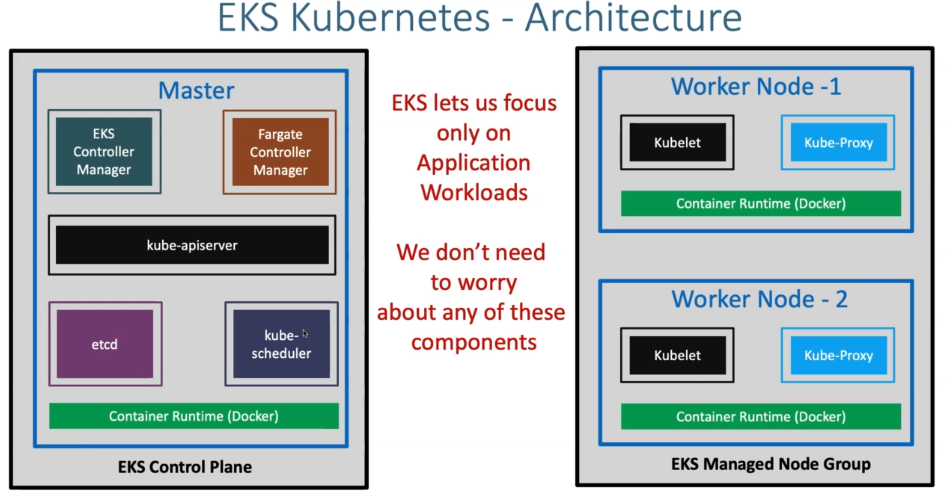 EKS Kubernetes - Architecture
Master
EKS
Controller
Manager
Fargate
Controller
Manager
kube-apiserver
etcd
kube-
scheduler
Container Runtime (Docker)
EKS Control Plane
EKS lets us focus
only on
Application
Workloads
We don't need
to worry
about any of these
components
Worker Node -1
Kubelet
Kube-Proxy
Container Runtime (Docker)
Worker Node - 2
Kubelet
Kube-Proxy
Container Runtime (Docker)
EKS Managed Node Group